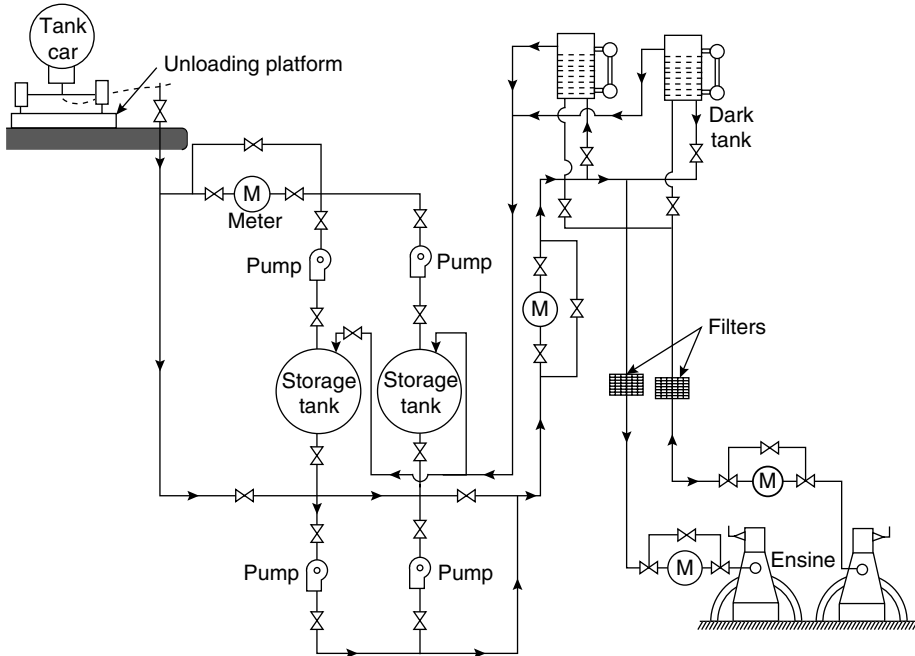 Tank
car
Unloading platform
Dark
tank
M
Meter
Pump
Pump
M
Filters
Storage
tank
Storage
tank
M
Pump
Pump
M
Ensine